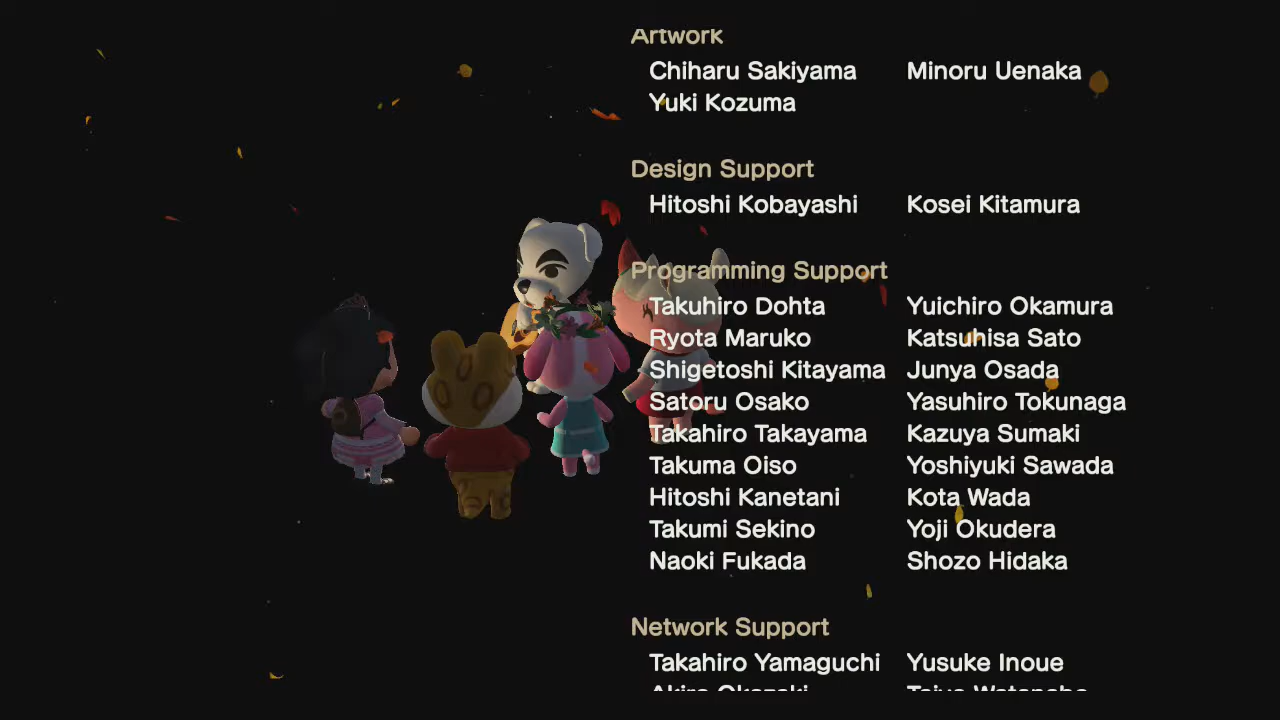 Artwork
Chiharu Sakiyama Minoru Uenaka
Yuki Kozuma
Design Support
Hitoshi Kobayashi Kosei Kitamura
Programming Support
Takuhiro Dohta Yuichiro Okamura
Ryota Maruko Katsuhisa Sato
Shigetoshi Kitayama Junya Osada
Satoru Osako Yasuhiro Tokunaga
Takahiro Takayama Kazuya Sumaki
Takuma Oiso Yoshiyuki Sawada
Hitoshi Kanetani Kota Wada
Takumi Sekino Yoji Okudera
Naoki Fukada Shozo Hidaka
Network Support
Takahiro Yamaguchi Yusuke Inoue